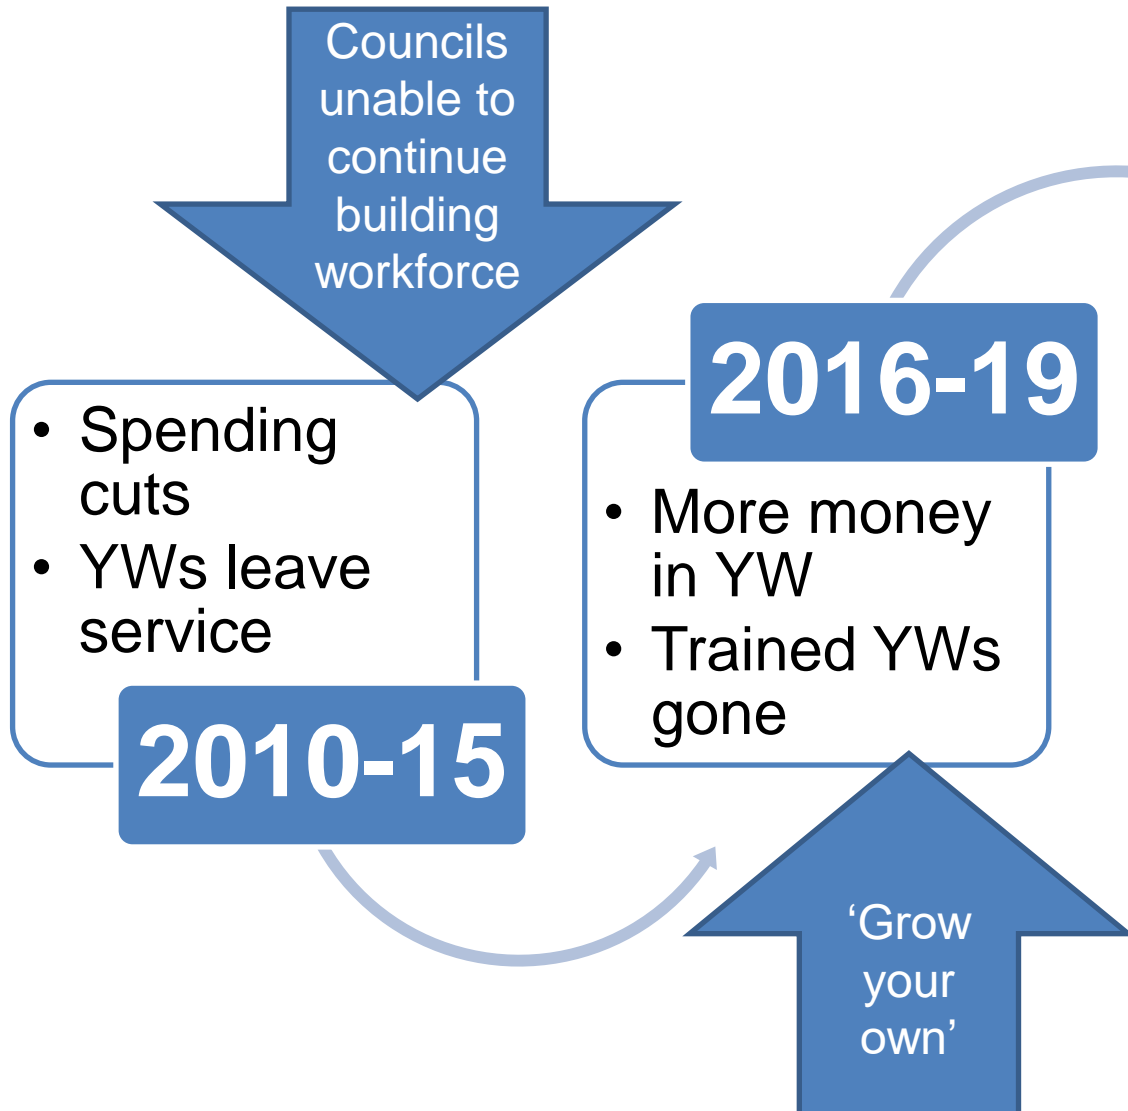 Councils
unable to
continue
building
workforce
• Spending
cuts
• YWs leave
service
2010-15
2016-19
• More money
in YW
• Trained YWs
gone
‘Grow
your
own’